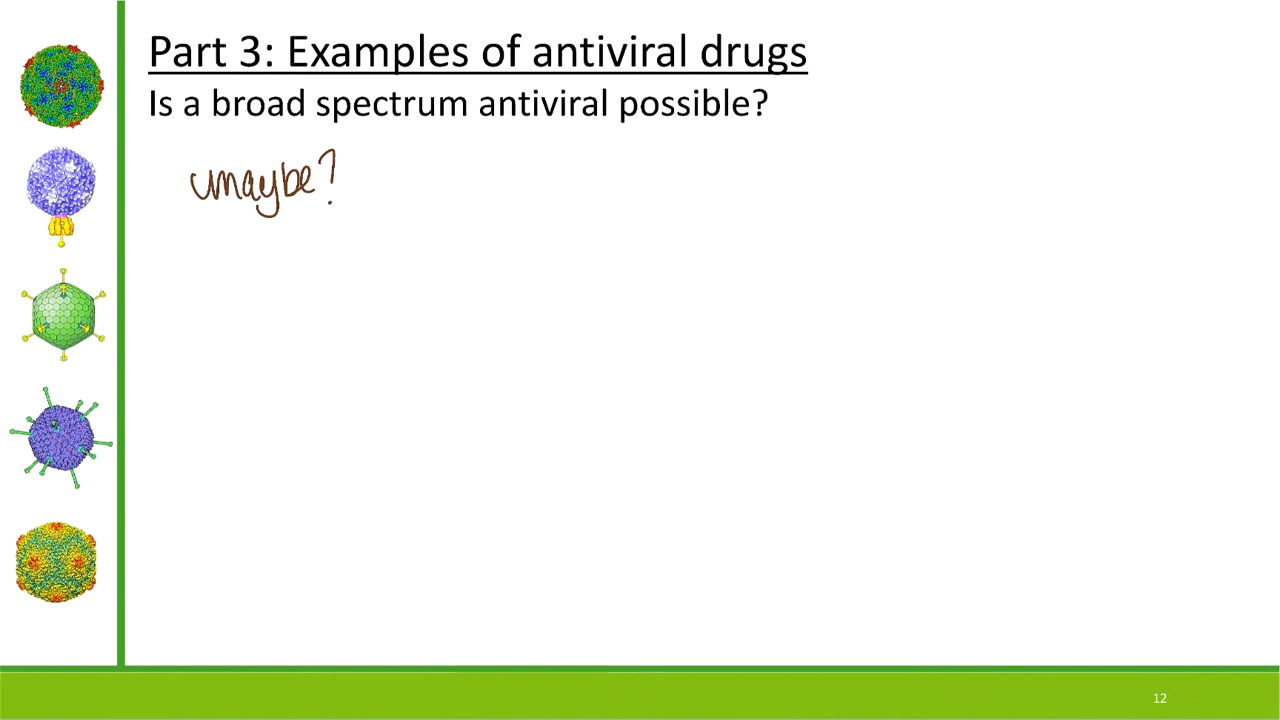 Part 3: Examples of antiviral drugs
Is a broad spectrum antiviral possible?
maybe?
12